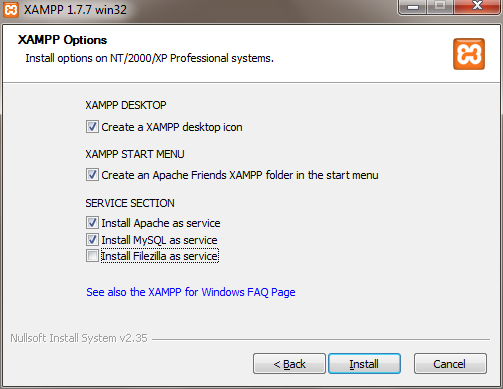 XAMPP 1.7.7 win32
XAMPP Options
Install options on NT/2000/XP Professional systems.
XAMPP DESKTOP
Create a XAMPP desktop icon
XAMPP START MENU
Create an Apache Friends XAMPP folder in the start menu
SERVICE SECTION
Install Apache as service
Install MySQL as service
Install Filezilla as service
See also the XAMPP for Windows FAQ Page
Nullsoft Install System v2.35
< Back Install Cancel